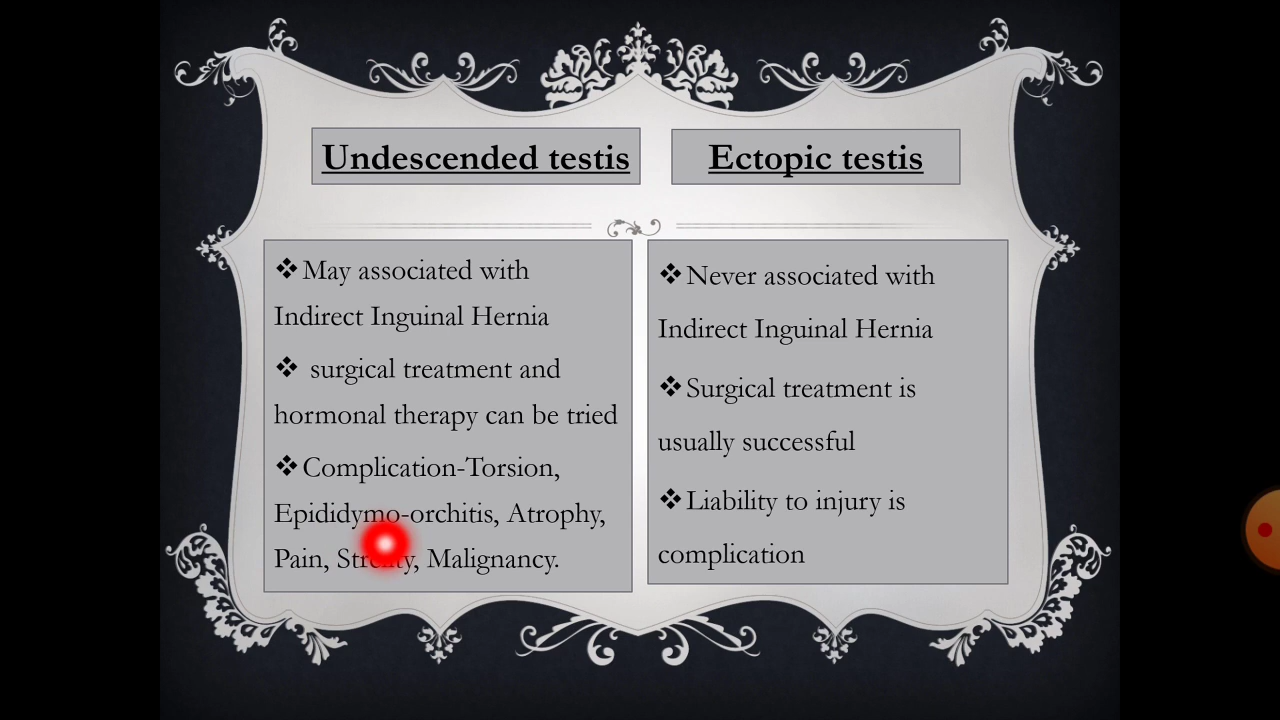 Undescended testis
Ectopic testis
❖May associated with
Indirect Inguinal Hernia
❖ surgical treatment and
hormonal therapy can be tried
❖Complication-Torsion,
Epididymo-orchitis, Atrophy,
Pain, Malignancy.
❖Never associated with
Indirect Inguinal Hernia
❖Surgical treatment is
usually successful
❖Liability to injury is
complication